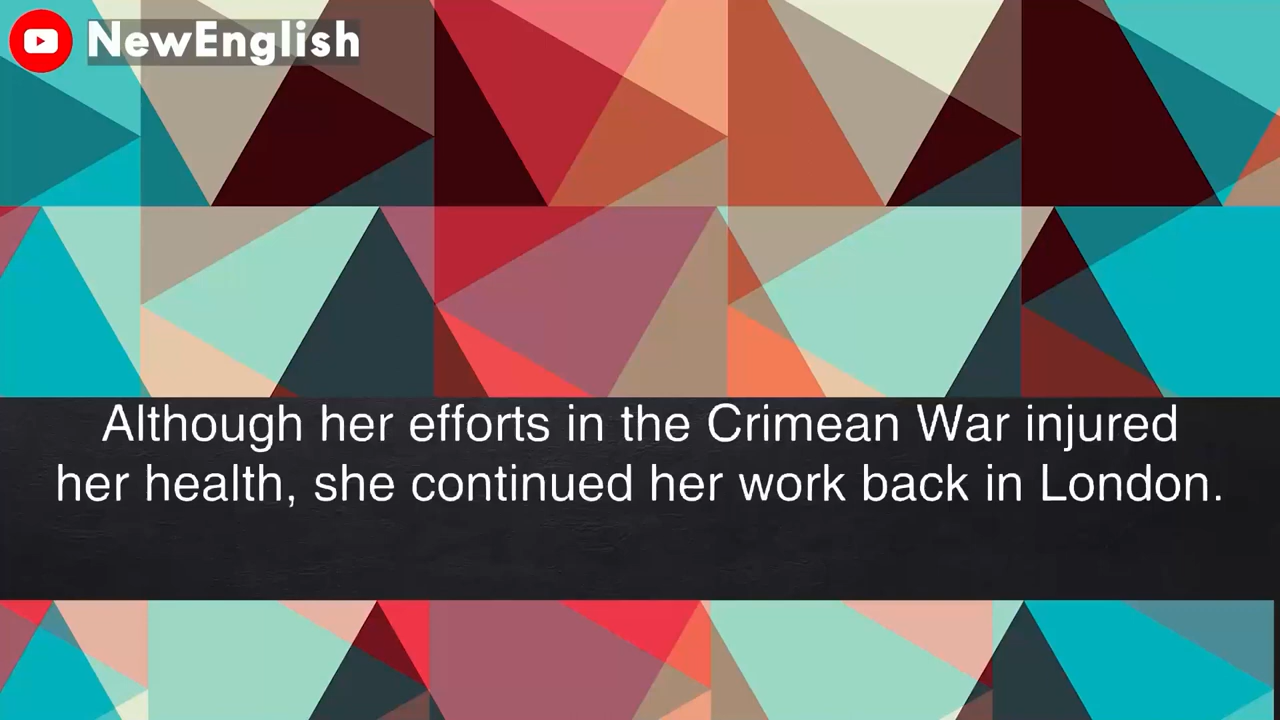 NewEnglish
Although her efforts in the Crimean War injured
her health, she continued her work back in London.